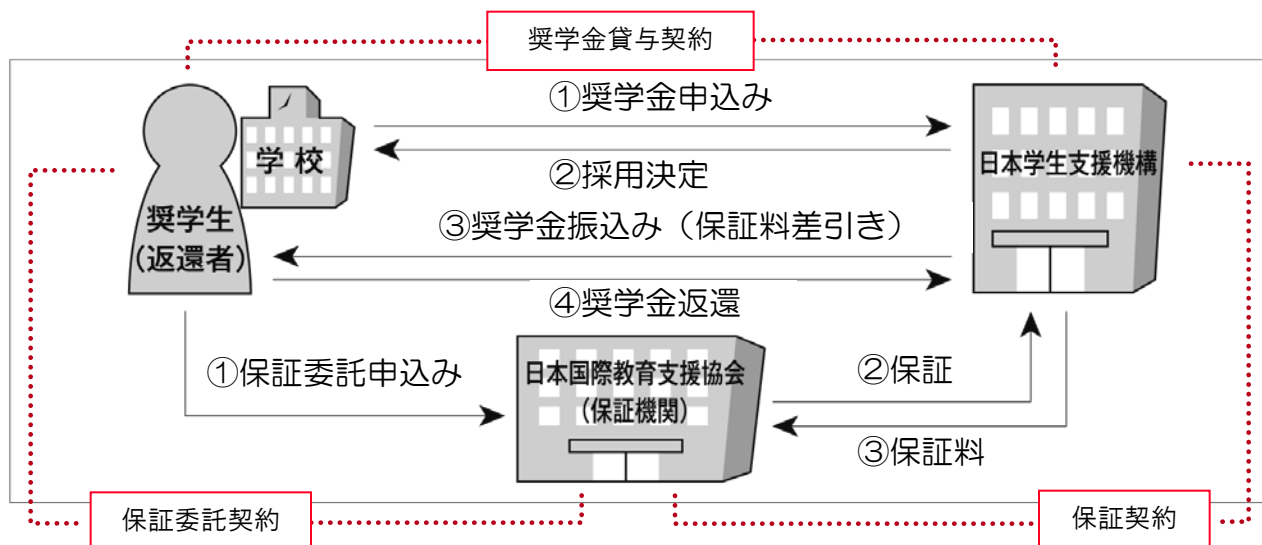 奨学金貸与契約
①奨学金申込み
学校
②採用決定
日本学生支援機構
奨学生
（返還者）
③奨学金振込み（保証料差引き）
④奨学金返還
①保証委託申込み
日本国際教育支援協会
（保証機関）
②保証
③保証料
保証委託契約
保証契約